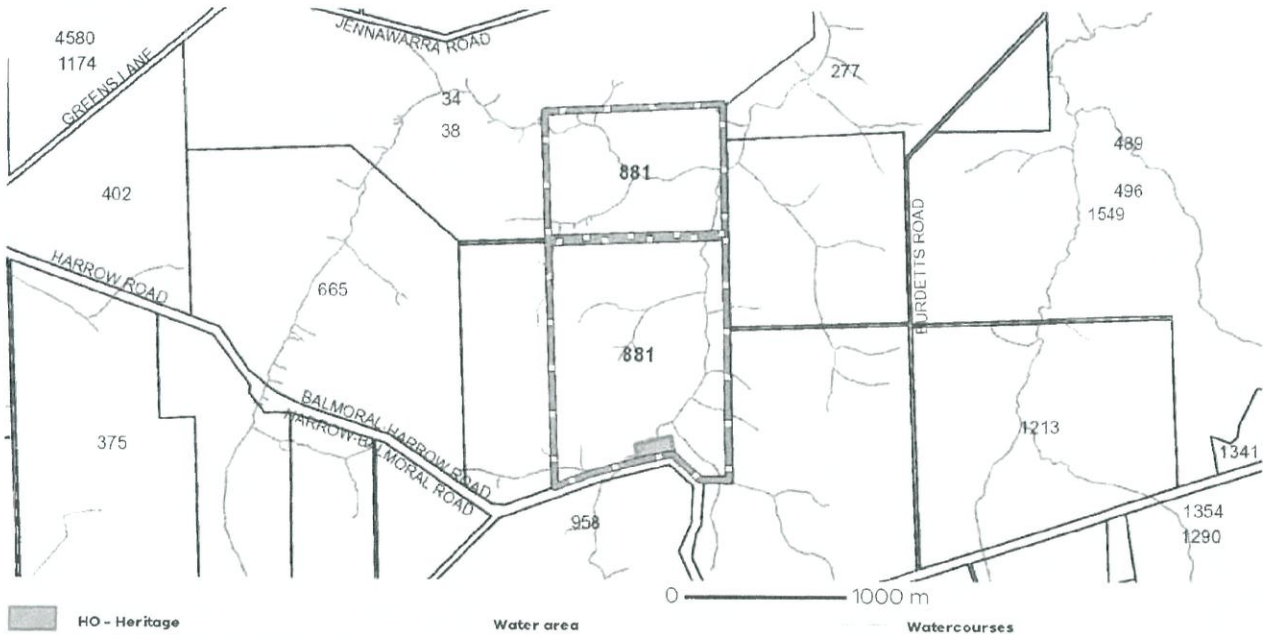 JENNAWARRA ROAD
4580
1174
GREENS LANE
277
34
38
489
881
402
496
1549
BURDETTS ROAD
HARROW ROAD
665
881
BALMORAL-HARROW ROAD
NARROW-BALMORAL ROAD
375
1213
1341
958
1354
1290
0 1000 m
HO - Heritage
Water area
Watercourses